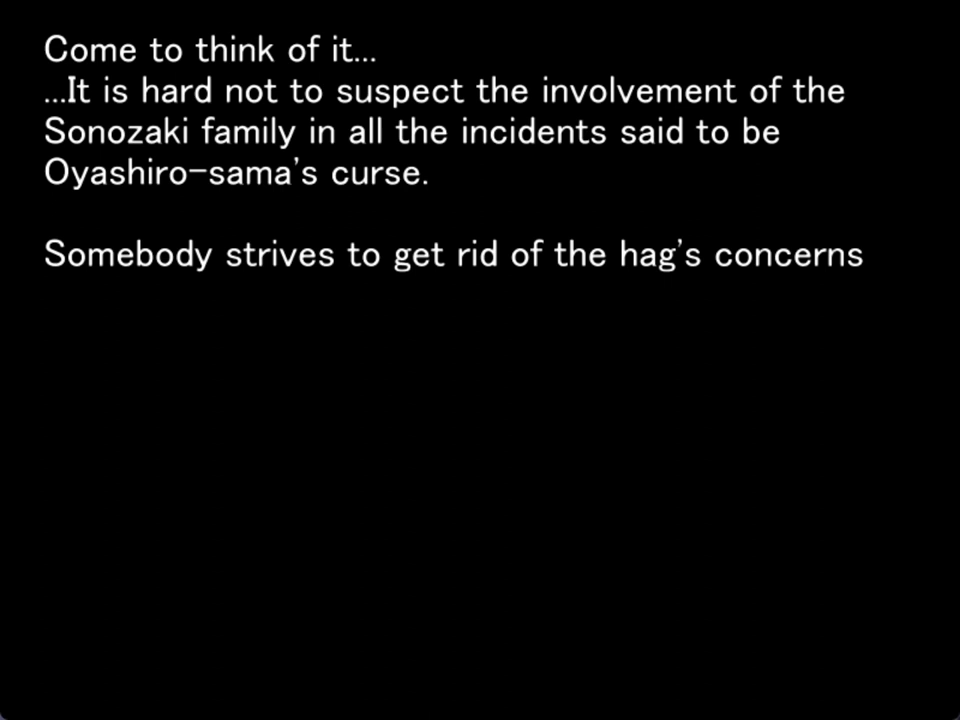 Come to think of it...
...It is hard not to suspect the involvement of the
Sonozaki family in all the incidents said to be
Oyashiro-sama's curse.
Somebody strives to get rid of the hag's concerns